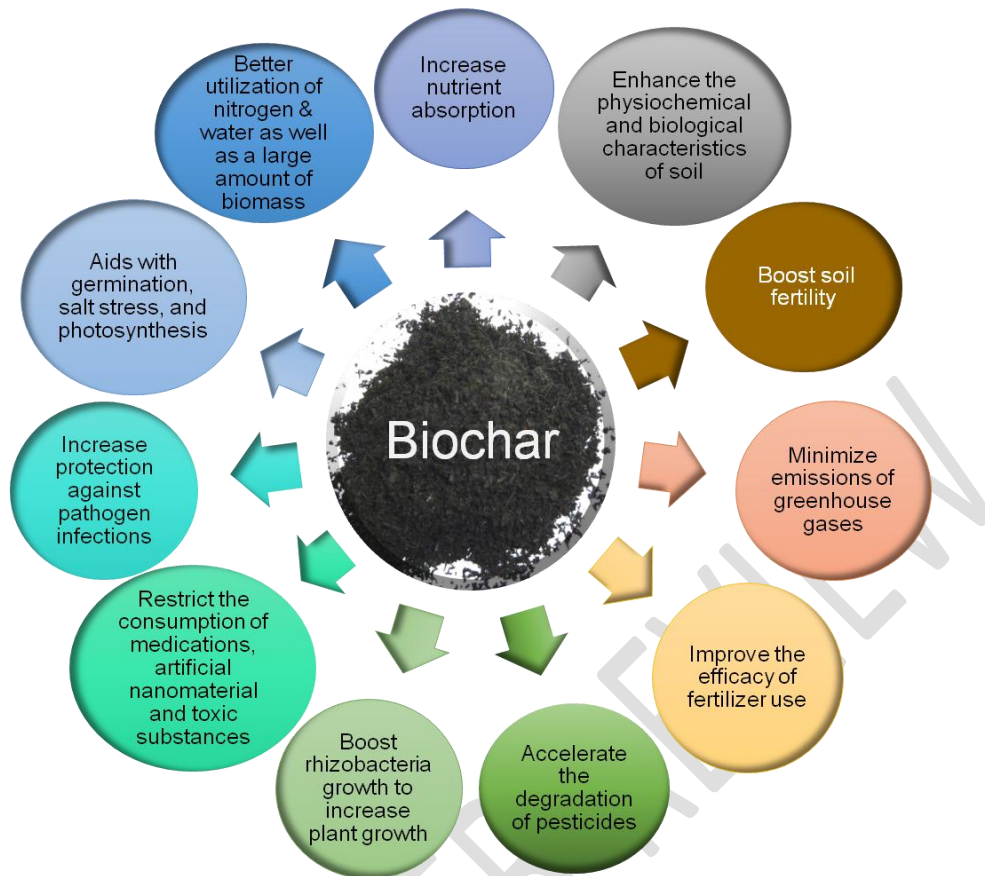 Better
utilization of
nitrogen &
water as well
as a large
amount of
biomass
Increase
nutrient
absorption
Enhance the
physiochemical
and biological
characteristics
of soil
Boost soil
fertility
Minimize
emissions of
greenhouse
gases
Improve the
efficacy of
fertilizer use
Accelerate
the
degradation
of pesticides
Boost
rhizobacteria
growth to
increase
plant growth
Restrict the
consumption of
medications,
artificial
nanomaterial
and toxic
substances
Increase
protection
against
pathogen
infections
Aids with
germination,
salt stress, and
photosynthesis
Biochar